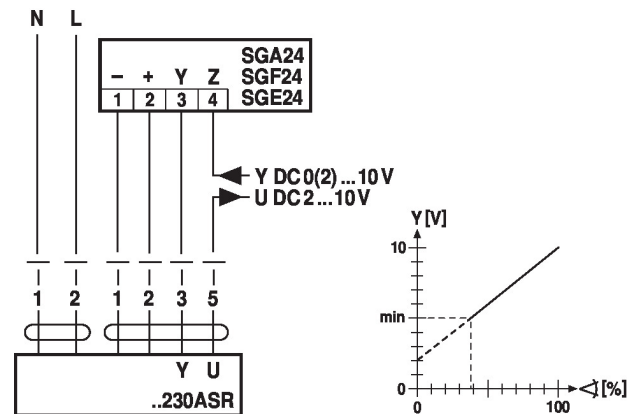 N L
SGA24
SGF24
SGE24
− + Y Z
1 2 3 4
Y DC 0(2) ...10 V
U DC 2 ...10 V
1 2 1 2 3 5
Y U
..230ASR
Y [V]
10
min
0
0 100
[%]